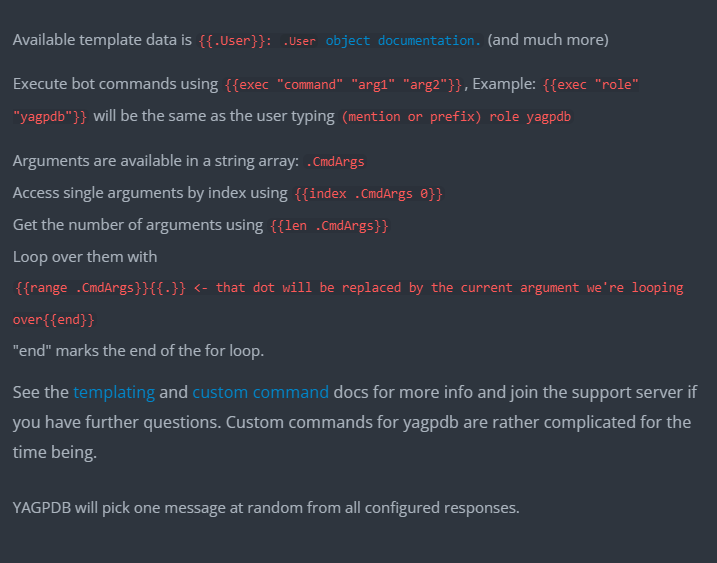 Available template data is {{.User}}: .User object documentation. (and much more)
Execute bot commands using {{exec "command" "arg1" "arg2"}}, Example: {{exec "role"
"yagpdb"}} will be the same as the user typing (mention or prefix) role yagpdb
Arguments are available in a string array: .CmdArgs
Access single arguments by index using {{index .CmdArgs 0}}
Get the number of arguments using {{len .CmdArgs}}
Loop over them with
{{range .CmdArgs}}{{.}} <- that dot will be replaced by the current argument we're looping
over{{end}}
"end" marks the end of the for loop.
See the templating and custom command docs for more info and join the support server if
you have further questions. Custom commands for yagpdb are rather complicated for the
time being.
YAGPDB will pick one message at random from all configured responses.